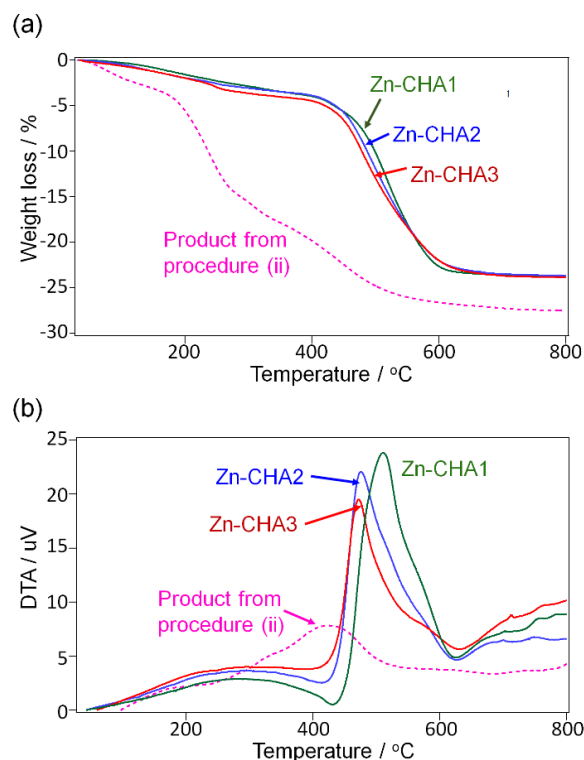 (a)
0
-5
-10
-15
-20
-25
-30
Weight loss / %
Zn-CHA1
Zn-CHA2
Zn-CHA3
Product from
procedure (ii)
200
400
600
800
Temperature / °C
(b)
25
20
15
10
5
0
DTA / uV
Zn-CHA2
Zn-CHA1
Zn-CHA3
Product from
procedure (ii)
200
400
600
800
Temperature / °C